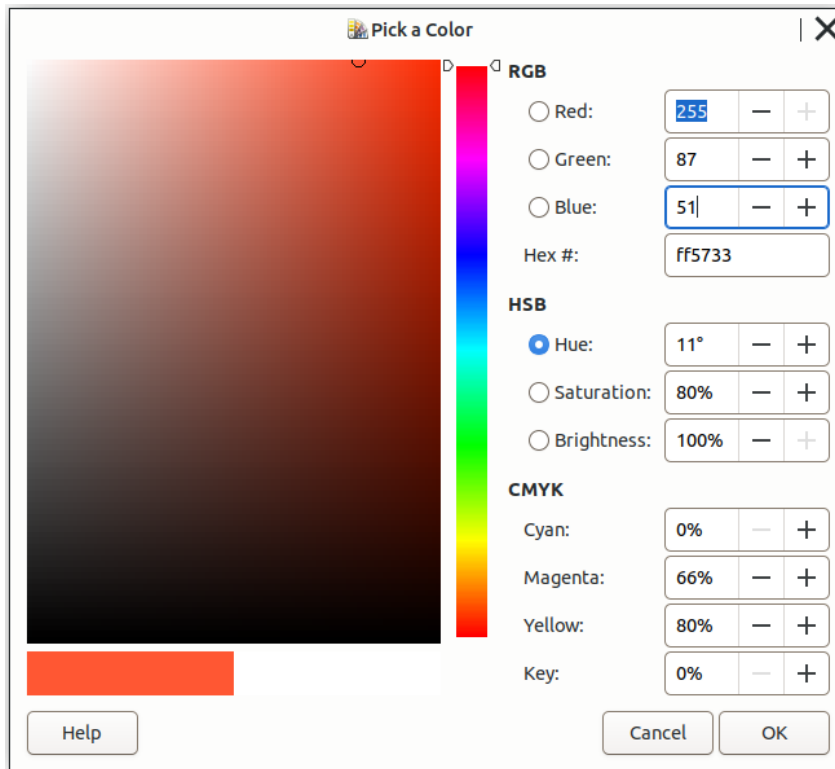 Pick a Color
RGB
Red: 255
Green: 87
Blue: 51
Hex #: ff5733
HSB
Hue: 11°
Saturation: 80%
Brightness: 100%
CMYK
Cyan: 0%
Magenta: 66%
Yellow: 80%
Key: 0%
Help Cancel OK